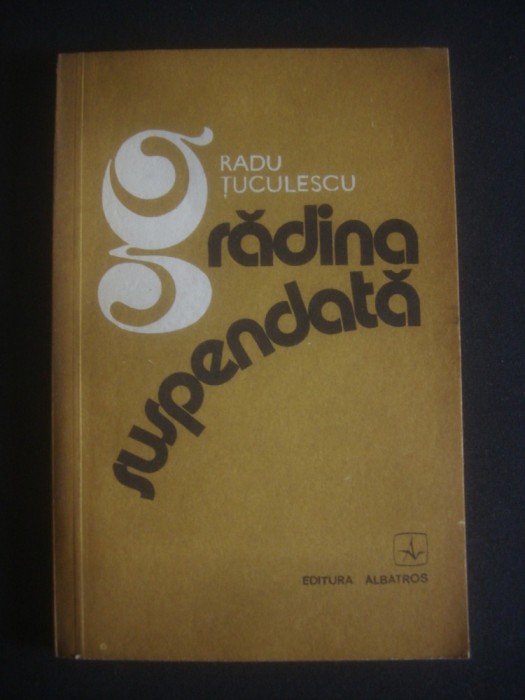 RADU
ȚUCULESCU
grădina
suspendată
EDITURA ALBATROS